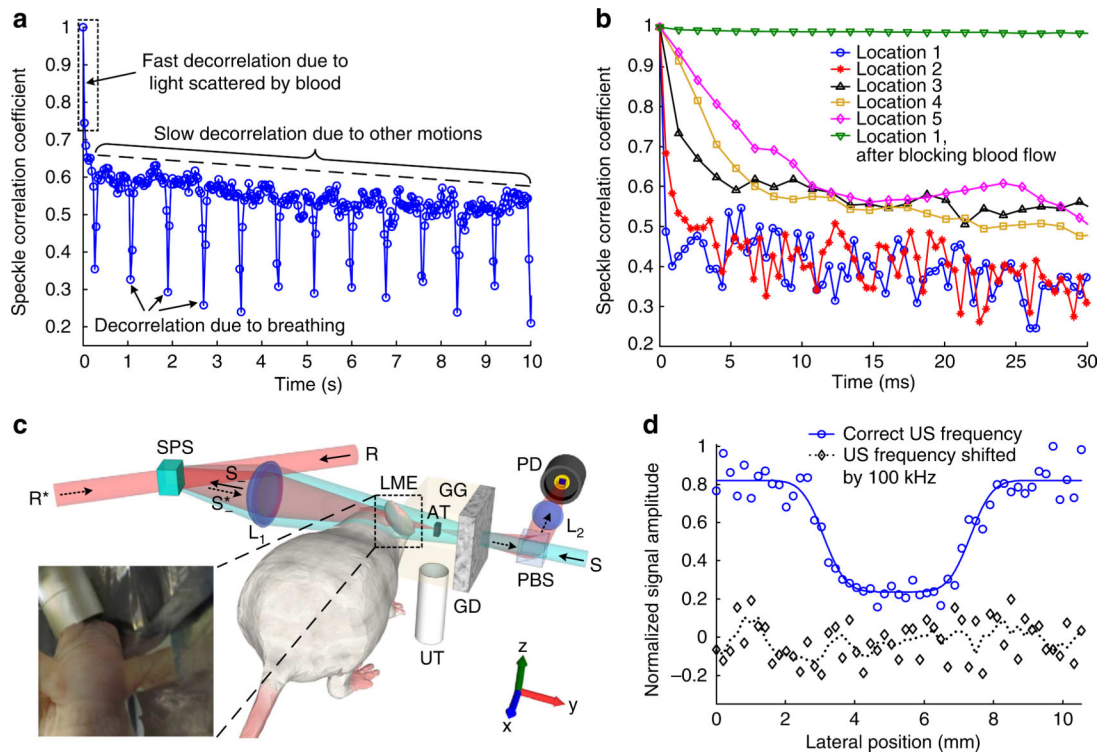 a
Speckle correlation coefficient
1
0.9
0.8
0.7
0.6
0.5
0.4
0.3
0.2
Fast decorrelation due to
light scattered by blood
Slow decorrelation due to other motions
Decorrelation due to breathing
0 1 2 3 4 5 6 7 8 9 10
Time (s)
b
Speckle correlation coefficient
1
0.9
0.8
0.7
0.6
0.5
0.4
0.3
0.2
Location 1
Location 2
Location 3
Location 4
Location 5
Location 1,
after blocking blood flow
0 5 10 15 20 25 30
Time (ms)
c
SPS
R
R*
S_
S*_
L1
LME
GG
AT
PD
L2
PBS
S
GD
UT
z
y
x
d
Correct US frequency
US frequency shifted
by 100 kHz
Normalized signal amplitude
1
0.8
0.6
0.4
0.2
0
−0.2
0 2 4 6 8 10
Lateral position (mm)